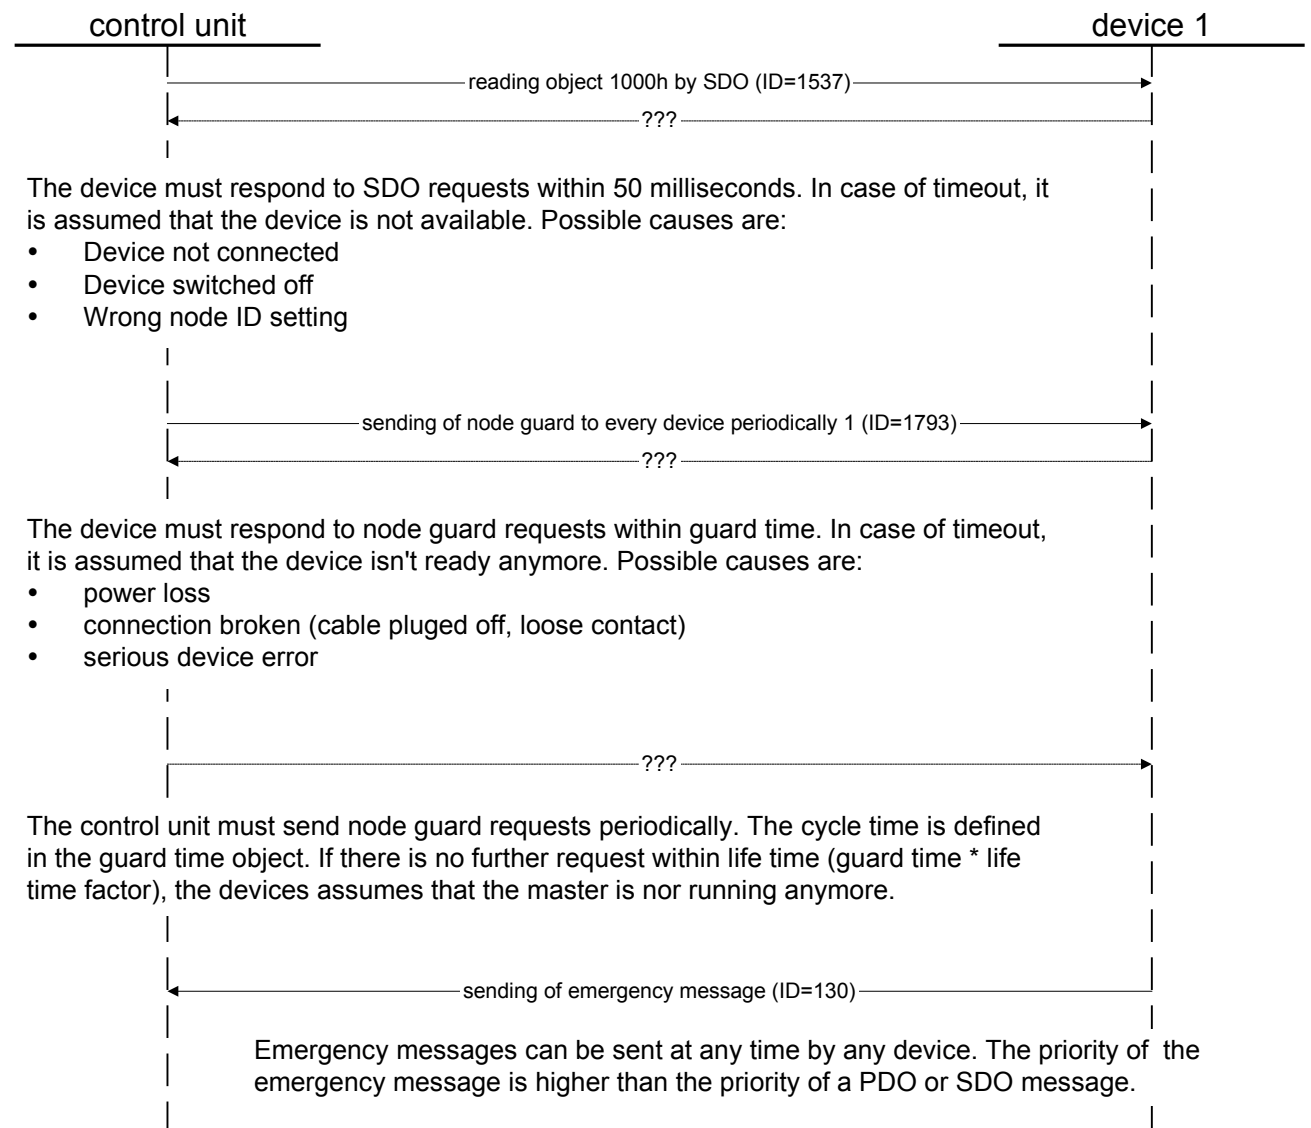 control unit
device 1
reading object 1000h by SDO (ID=1537)
???
The device must respond to SDO requests within 50 milliseconds. In case of timeout, it
is assumed that the device is not available. Possible causes are:
• Device not connected
• Device switched off
• Wrong node ID setting
sending of node guard to every device periodically 1 (ID=1793)
???
The device must respond to node guard requests within guard time. In case of timeout,
it is assumed that the device isn't ready anymore. Possible causes are:
• power loss
• connection broken (cable pluged off, loose contact)
• serious device error
???
The control unit must send node guard requests periodically. The cycle time is defined
in the guard time object. If there is no further request within life time (guard time * life
time factor), the devices assumes that the master is nor running anymore.
sending of emergency message (ID=130)
Emergency messages can be sent at any time by any device. The priority of the
emergency message is higher than the priority of a PDO or SDO message.